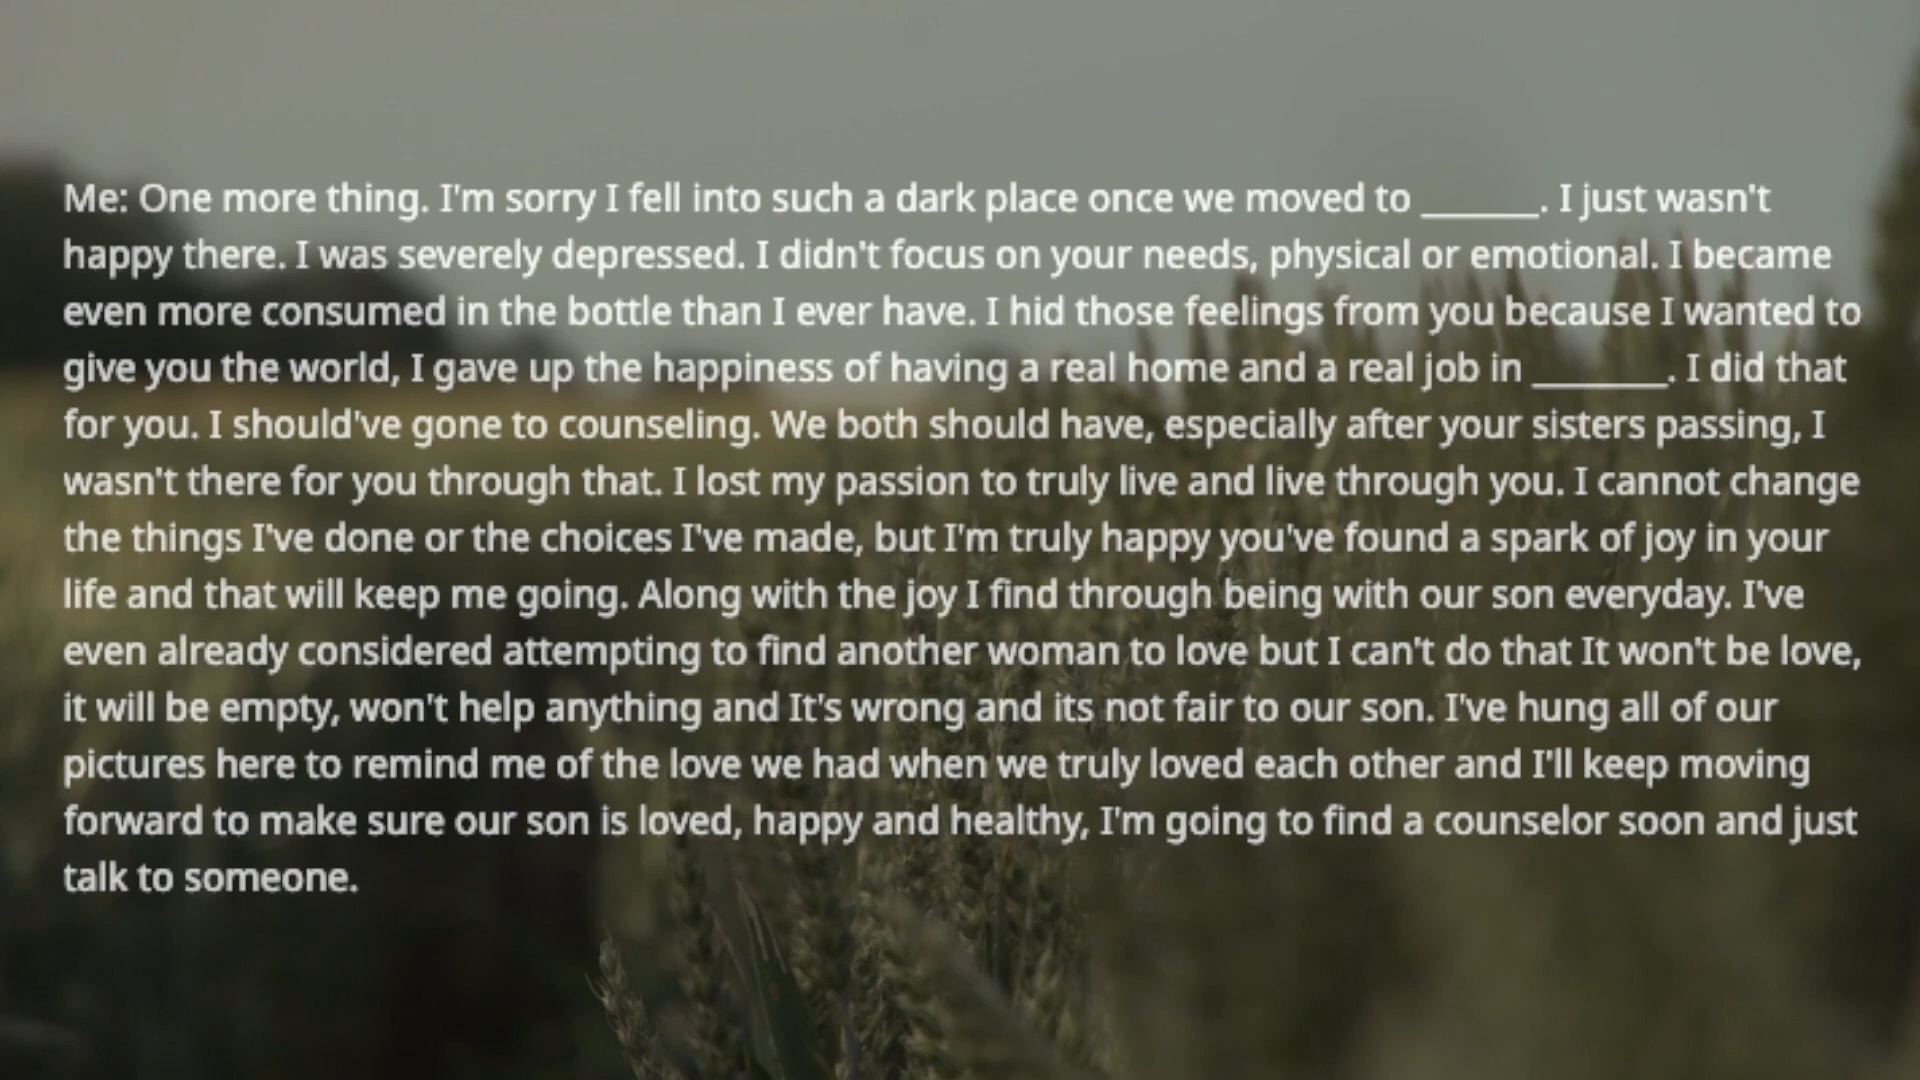 Me: One more thing. I'm sorry I fell into such a dark place once we moved to ______. I just wasn't
happy there. I was severely depressed. I didn't focus on your needs, physical or emotional. I became
even more consumed in the bottle than I ever have. I hid those feelings from you because I wanted to
give you the world, I gave up the happiness of having a real home and a real job in _______. I did that
for you. I should've gone to counseling. We both should have, especially after your sisters passing, I
wasn't there for you through that. I lost my passion to truly live and live through you. I cannot change
the things I've done or the choices I've made, but I'm truly happy you've found a spark of joy in your
life and that will keep me going. Along with the joy I find through being with our son everyday. I've
even already considered attempting to find another woman to love but I can't do that It won't be love,
it will be empty, won't help anything and It's wrong and its not fair to our son. I've hung all of our
pictures here to remind me of the love we had when we truly loved each other and I'll keep moving
forward to make sure our son is loved, happy and healthy, I'm going to find a counselor soon and just
talk to someone.